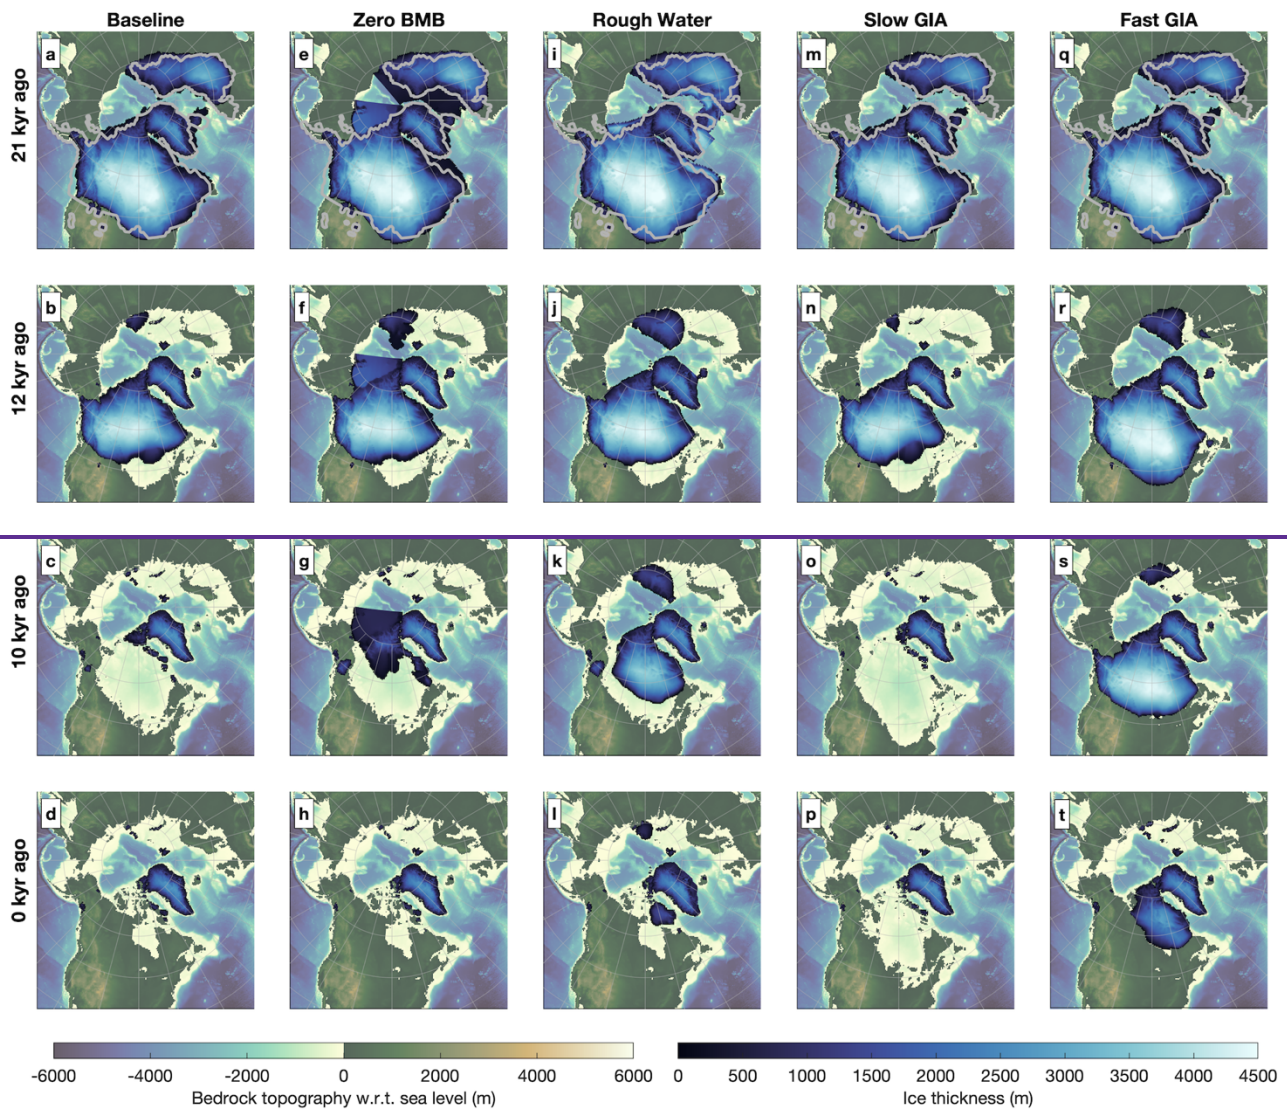 Baseline Zero BMB Rough Water Slow GIA Fast GIA
21 kyr ago
a e i m q
12 kyr ago
b f j n r
10 kyr ago
c g k o s
0 kyr ago
d h l p t
-6000 -4000 -2000 0 2000 4000 6000
Bedrock topography w.r.t. sea level (m)
0 500 1000 1500 2000 2500 3000 3500 4000 4500
Ice thickness (m)